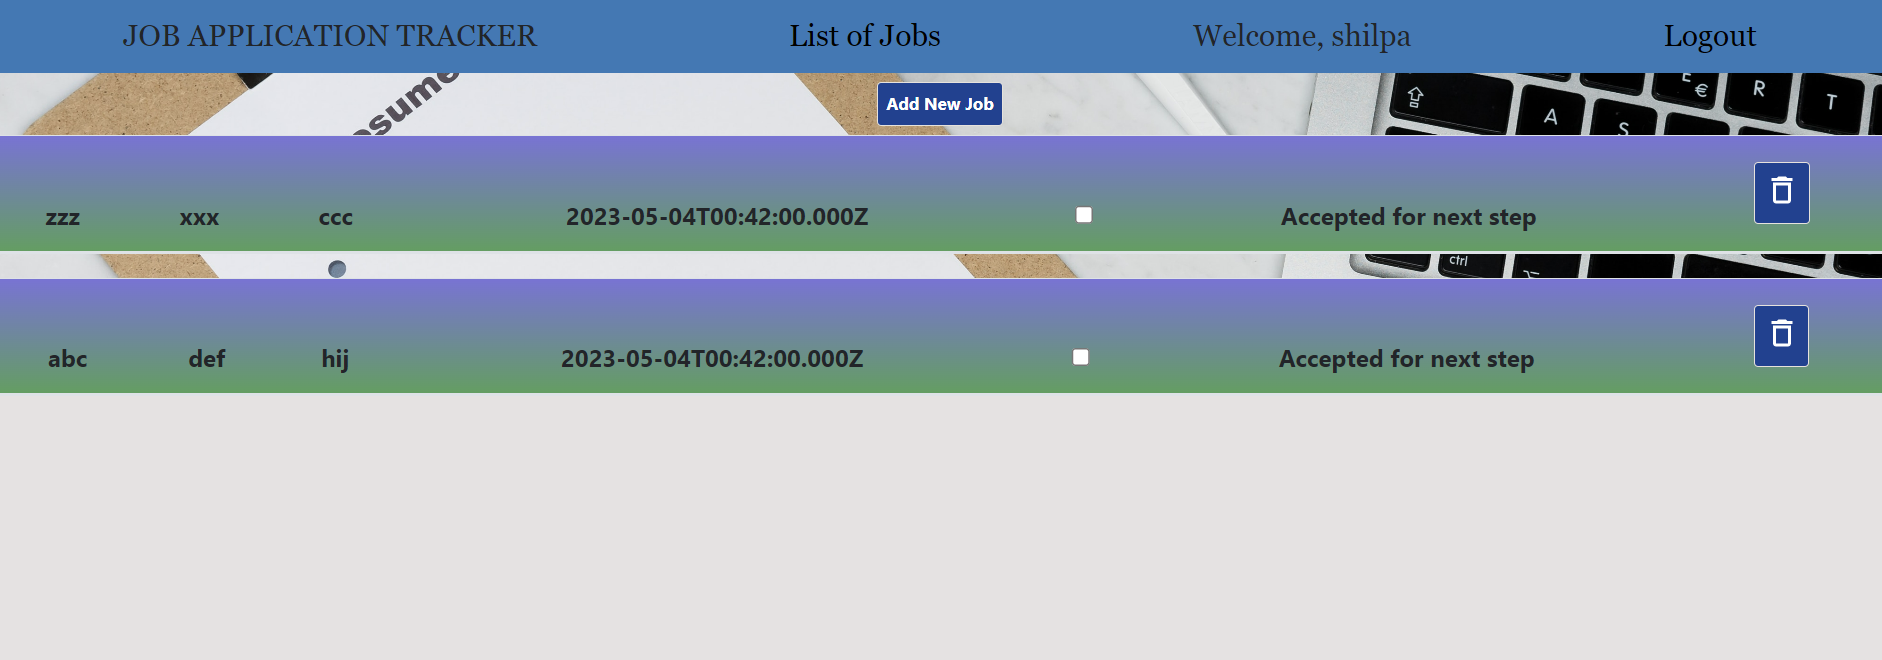 JOB APPLICATION TRACKER List of Jobs Welcome, shilpa Logout
sume
Add New Job
E € R T
A S
zzz xxx ccc 2023-05-04T00:42:00.000Z Accepted for next step
ctrl
abc def hij 2023-05-04T00:42:00.000Z Accepted for next step